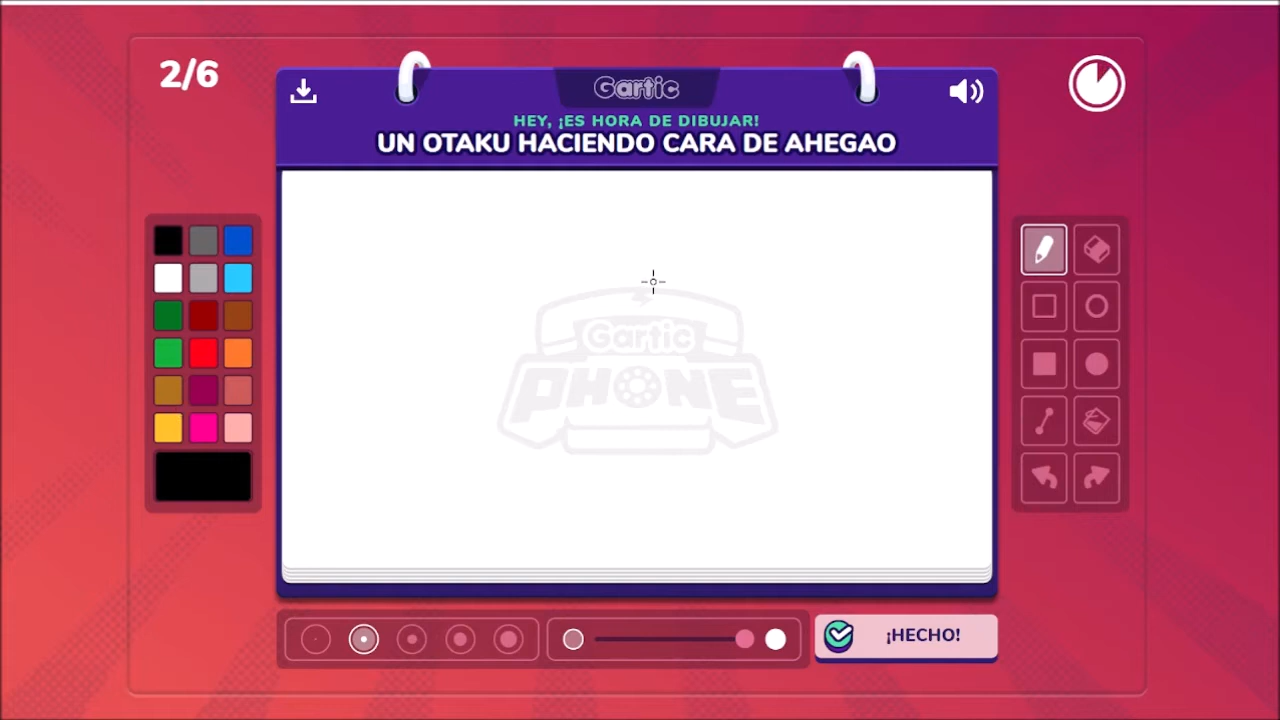 2/6
Gartic
HEY, ¡ES HORA DE DIBUJAR!
UN OTAKU HACIENDO CARA DE AHEGAO
Gartic
PHONE
¡HECHO!